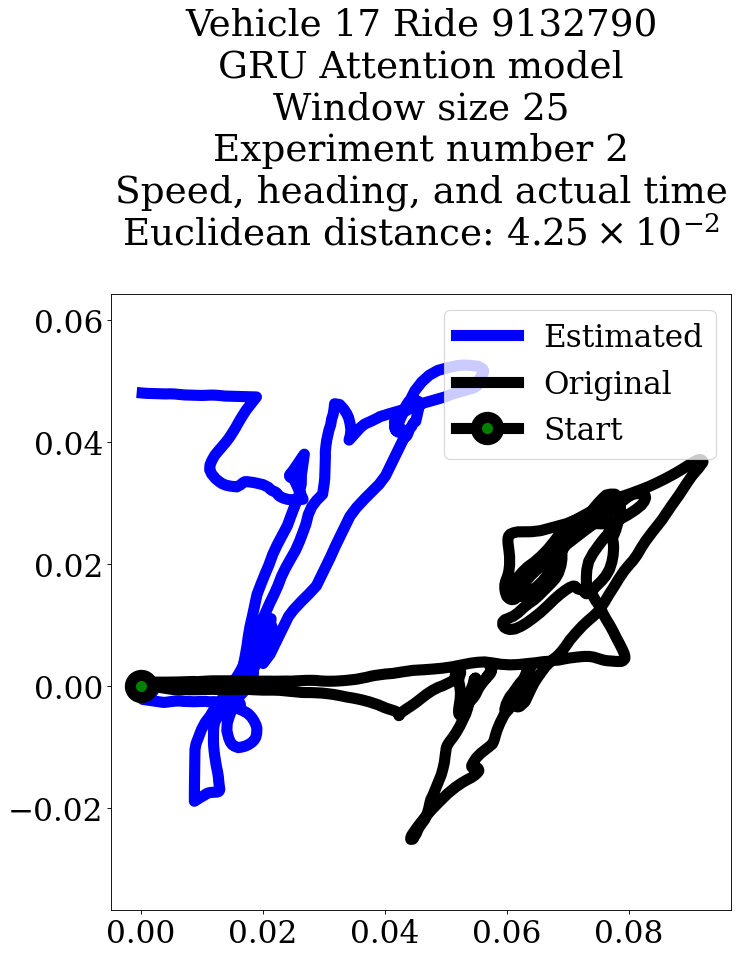 Vehicle 17 Ride 9132790
GRU Attention model
Window size 25
Experiment number 2
Speed, heading, and actual time
Euclidean distance: 4.25 × 10⁻²
Estimated
Original
Start
0.06
0.04
0.02
0.00
−0.02
0.00 0.02 0.04 0.06 0.08